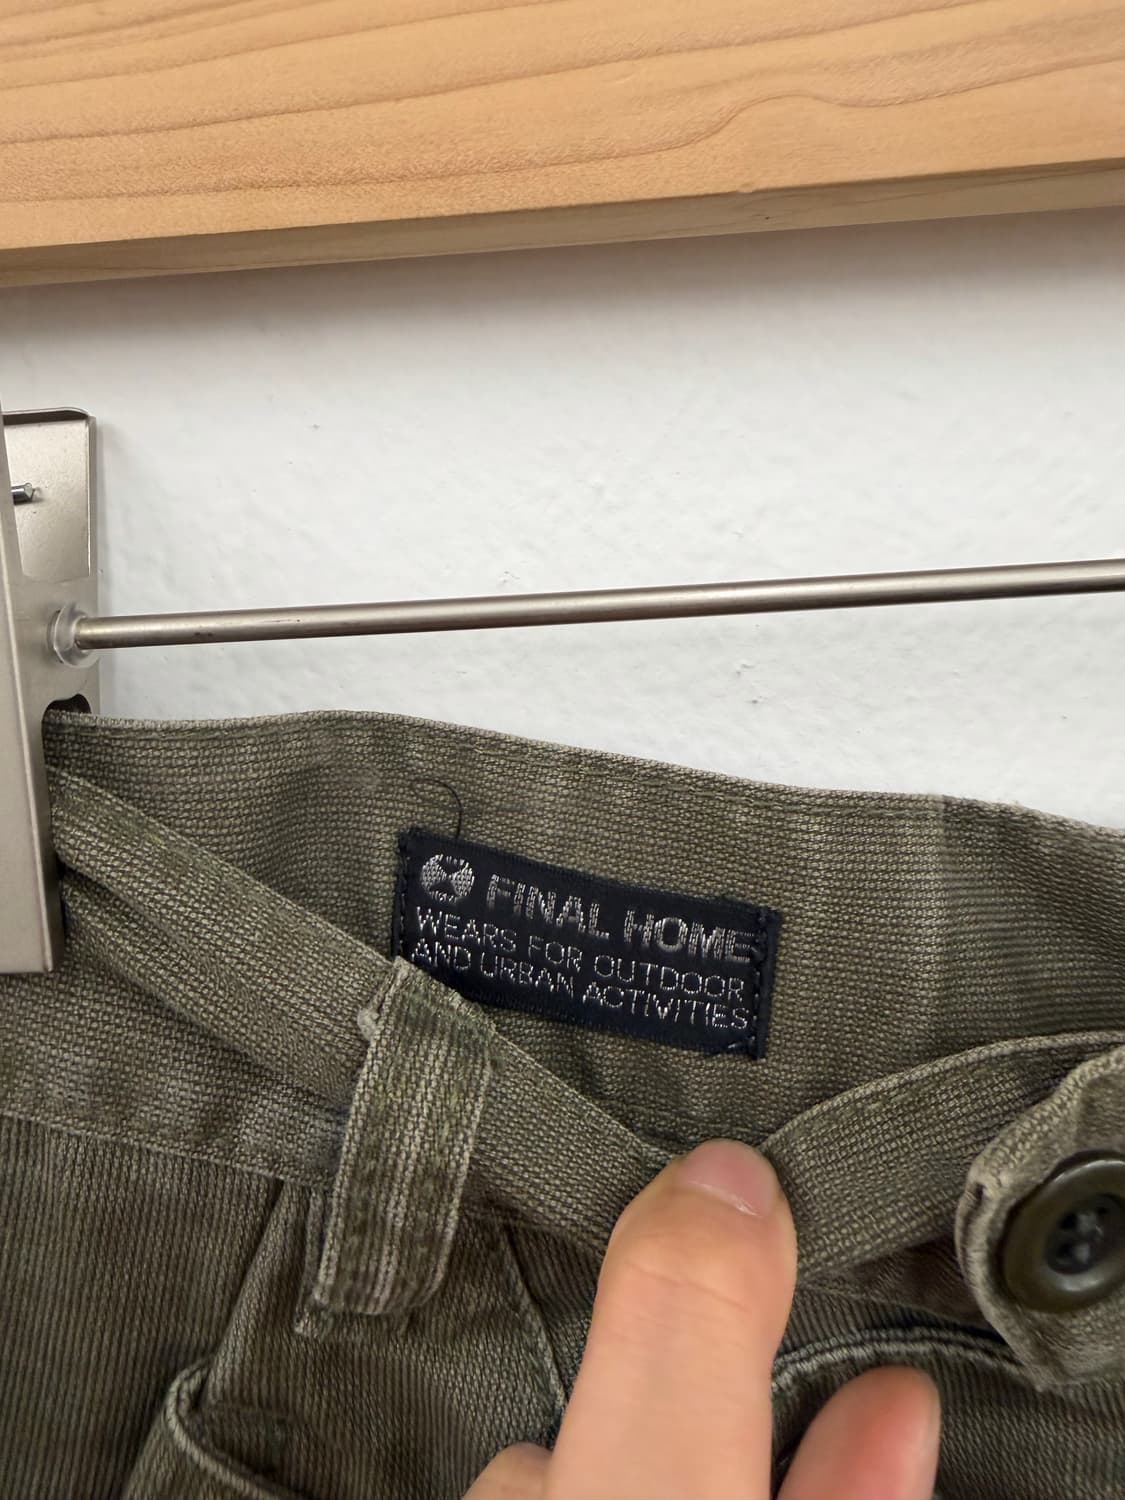 FINAL HOME
WEARS FOR OUTDOOR
AND URBAN ACTIVITIES